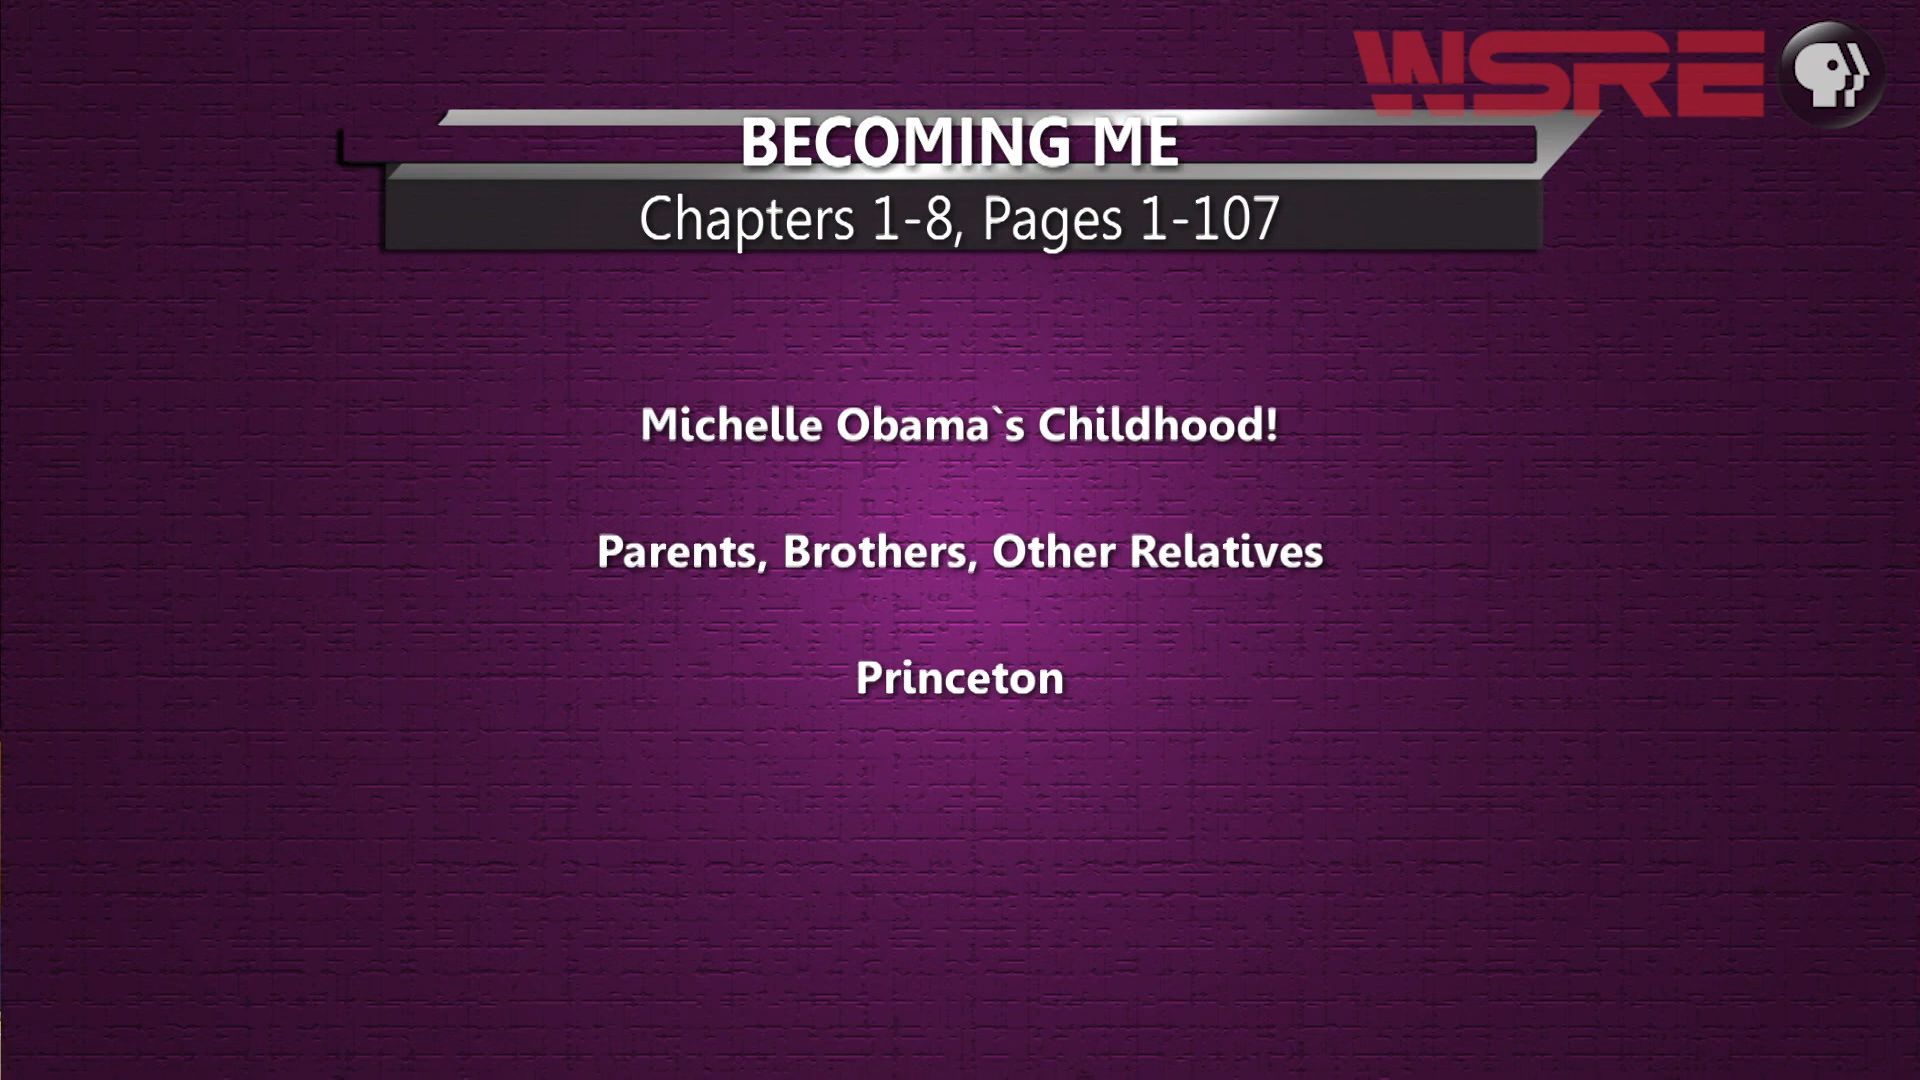 WSRE
BECOMING ME
Chapters 1-8, Pages 1-107
Michelle Obama`s Childhood!
Parents, Brothers, Other Relatives
Princeton